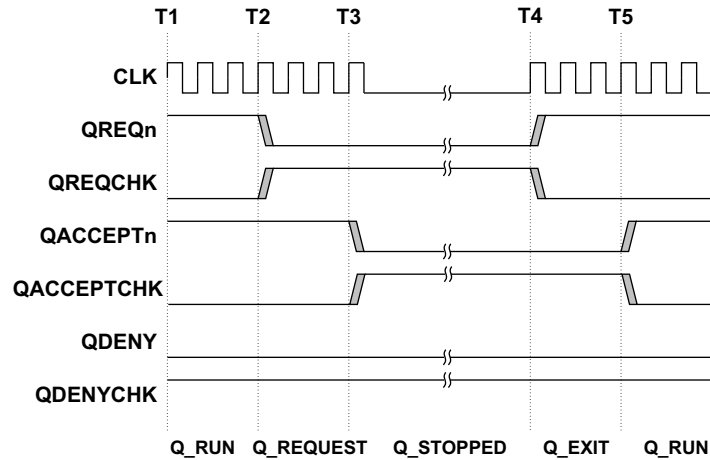 T1 T2 T3 T4 T5
CLK
QREQn
QREQCHK
QACCEPTn
QACCEPTCHK
QDENY
QDENYCHK
Q_RUN Q_REQUEST Q_STOPPED Q_EXIT Q_RUN